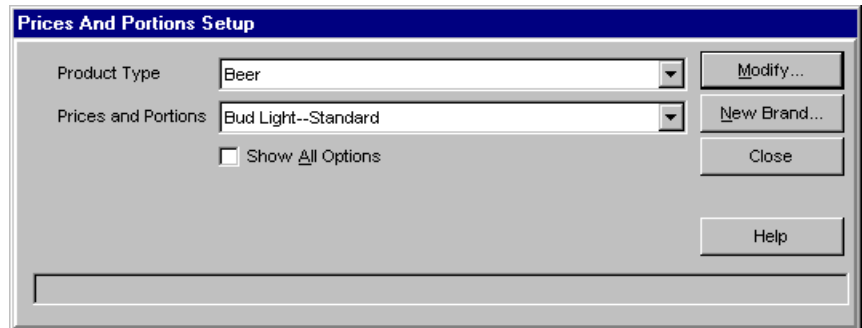 Prices And Portions Setup
Product Type
Beer
Modify...
Prices and Portions
Bud Light--Standard
New Brand...
Show All Options
Close
Help